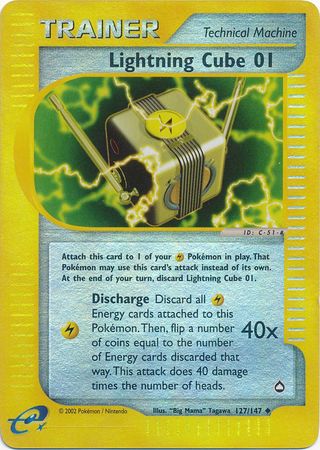 TRAINER
Technical Machine
Lightning Cube 01
ID: C-51-#
Attach this card to 1 of your Pokémon in play. That
Pokémon may use this card's attack instead of its own.
At the end of your turn, discard Lightning Cube 01.
Discharge Discard all
Energy cards attached to this
Pokémon. Then, flip a number
of coins equal to the number
of Energy cards discarded that
way. This attack does 40 damage
times the number of heads.
40x
e
© 2002 Pokémon / Nintendo
Illus. "Big Mama" Tagawa
127/147